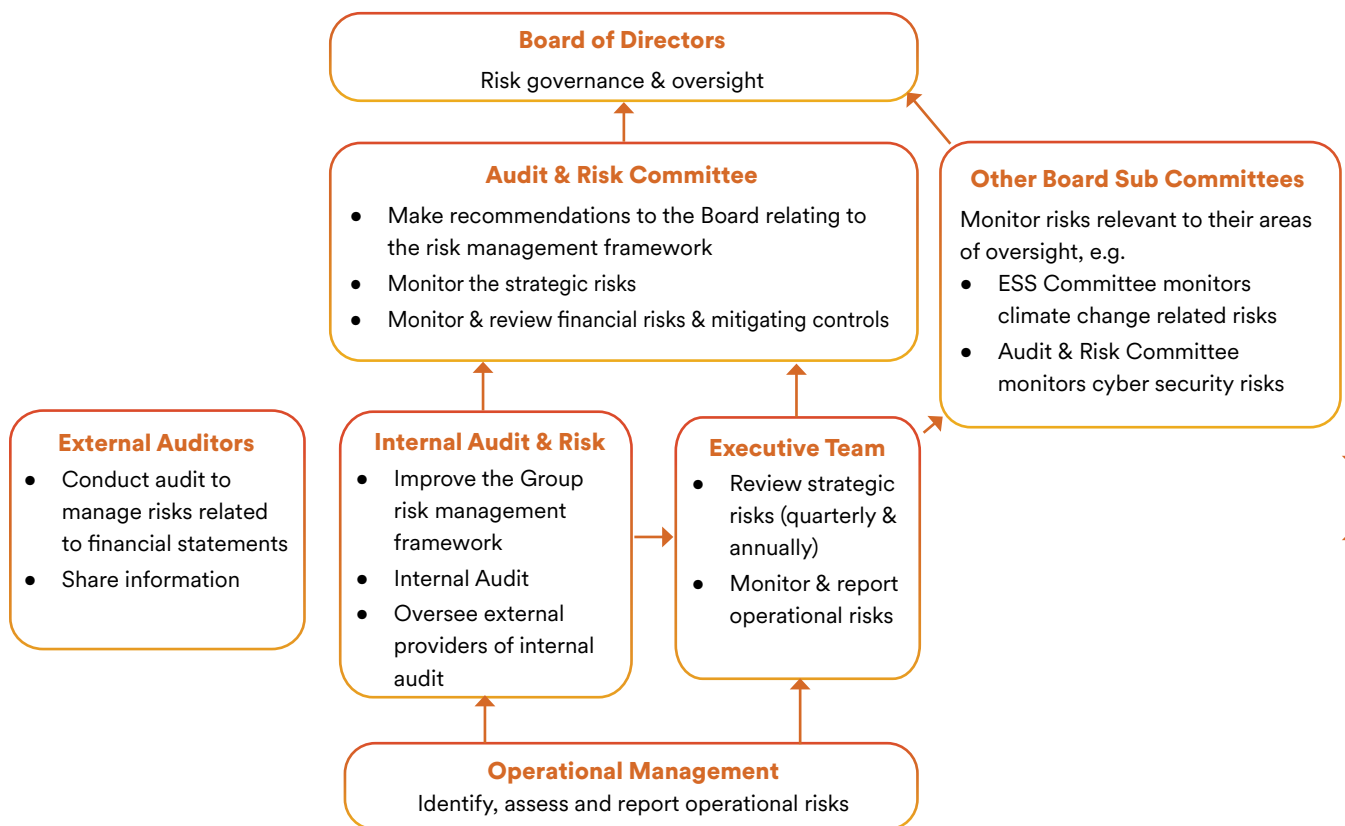 Board of Directors
Risk governance & oversight
Audit & Risk Committee
● Make recommendations to the Board relating to
the risk management framework
● Monitor the strategic risks
● Monitor & review financial risks & mitigating controls
Other Board Sub Committees
Monitor risks relevant to their areas
of oversight, e.g.
● ESS Committee monitors
climate change related risks
● Audit & Risk Committee
monitors cyber security risks
External Auditors
● Conduct audit to
manage risks related
to financial statements
● Share information
Internal Audit & Risk
● Improve the Group
risk management
framework
● Internal Audit
● Oversee external
providers of internal
audit
Executive Team
● Review strategic
risks (quarterly &
annually)
● Monitor & report
operational risks
Operational Management
Identify, assess and report operational risks